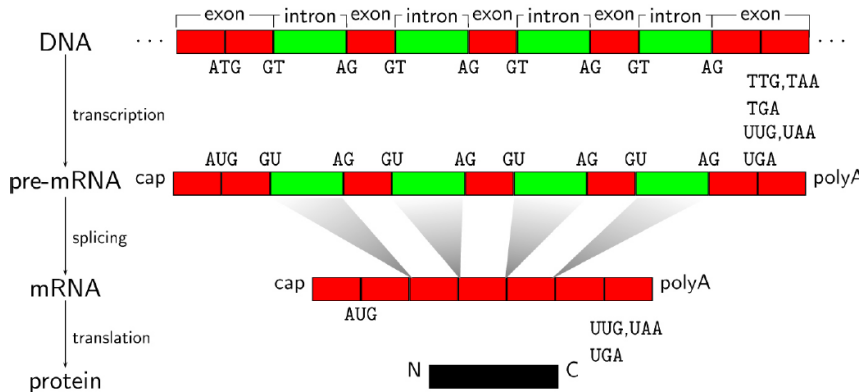 exon intron exon intron exon intron exon intron exon
DNA ... ...
ATG GT AG GT AG GT AG GT AG
TTG,TAA
transcription
TGA
UUG,UAA
AUG GU AG GU AG GU AG GU AG UGA
pre-mRNA cap polyA
splicing
mRNA cap polyA
AUG
UUG,UAA
translation
UGA
protein N C